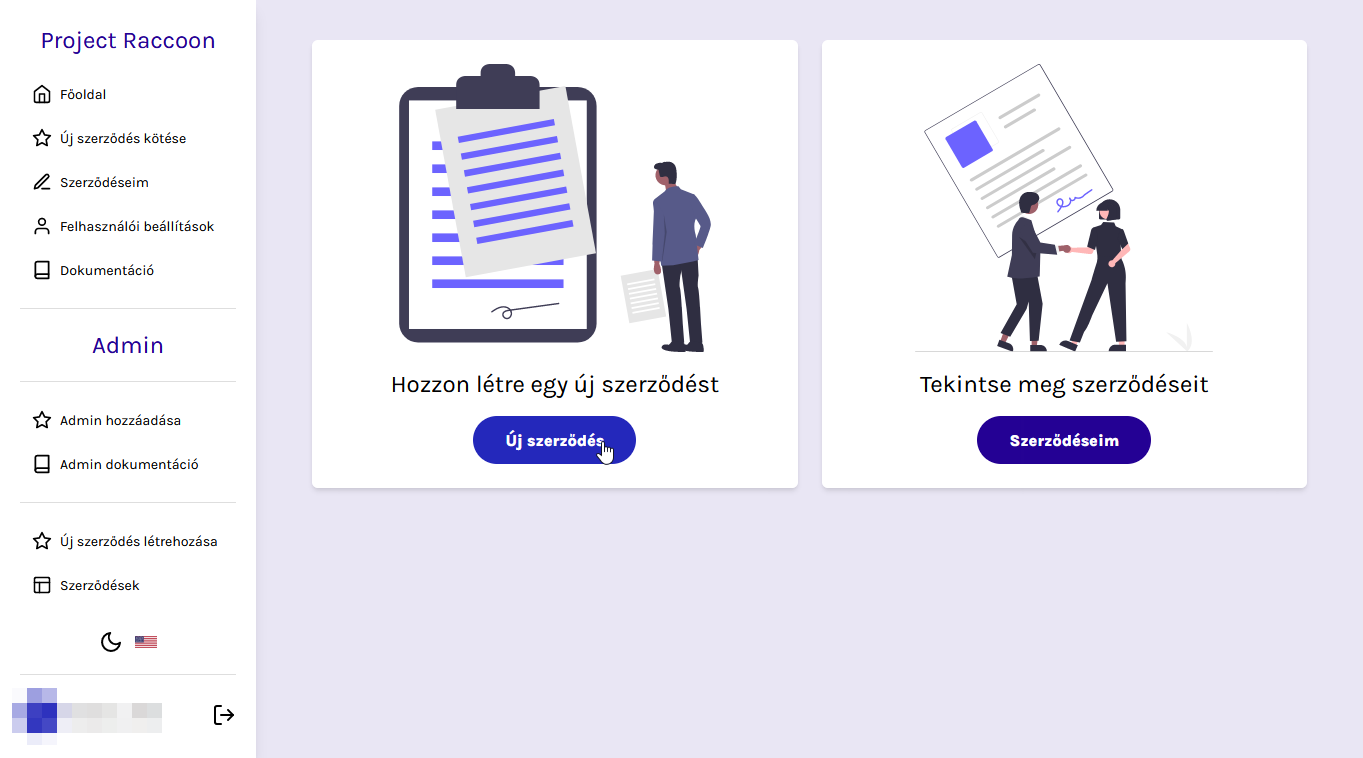 Project Raccoon
Főoldal
Új szerződés kötése
Szerződéseim
Felhasználói beállítások
Dokumentáció
Admin
Admin hozzáadása
Admin dokumentáció
Új szerződés létrehozása
Szerződések
Hozzon létre egy új szerződést
Új szerződés
Tekintse meg szerződéseit
Szerződéseim